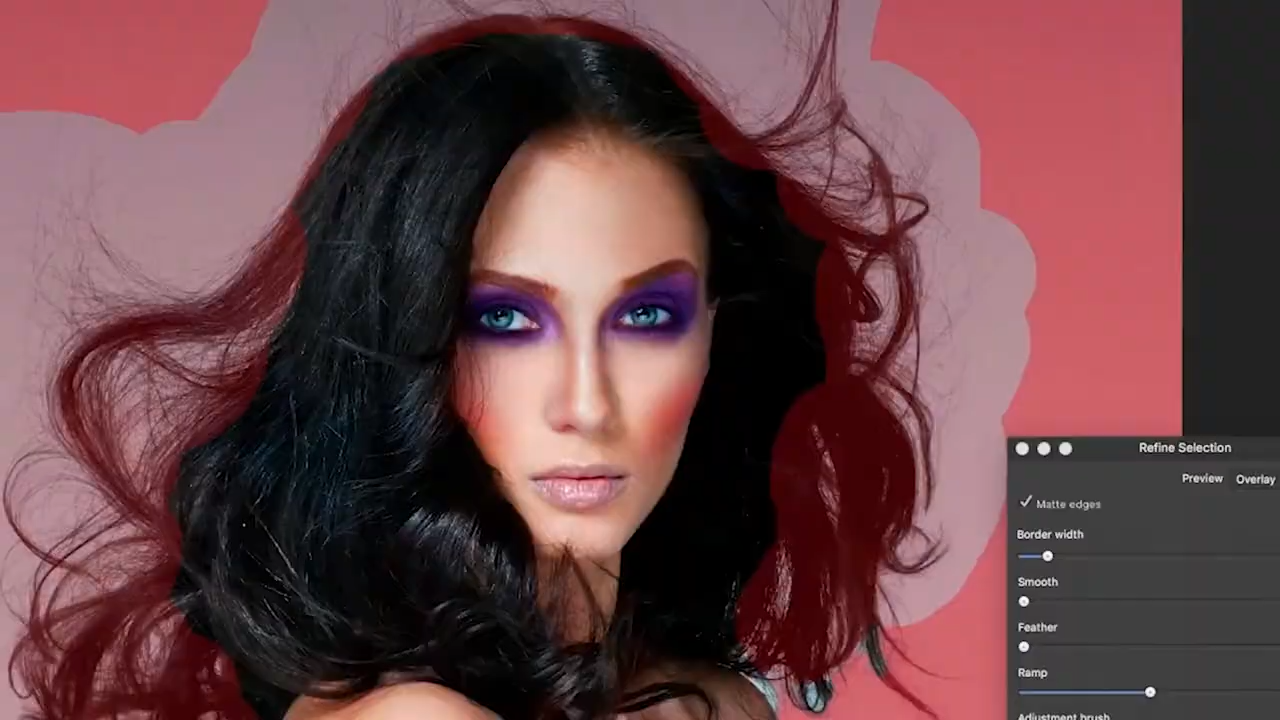 Refine Selection
Preview Overlay
Matte edges
Border width
Smooth
Feather
Ramp
Adjustment brush